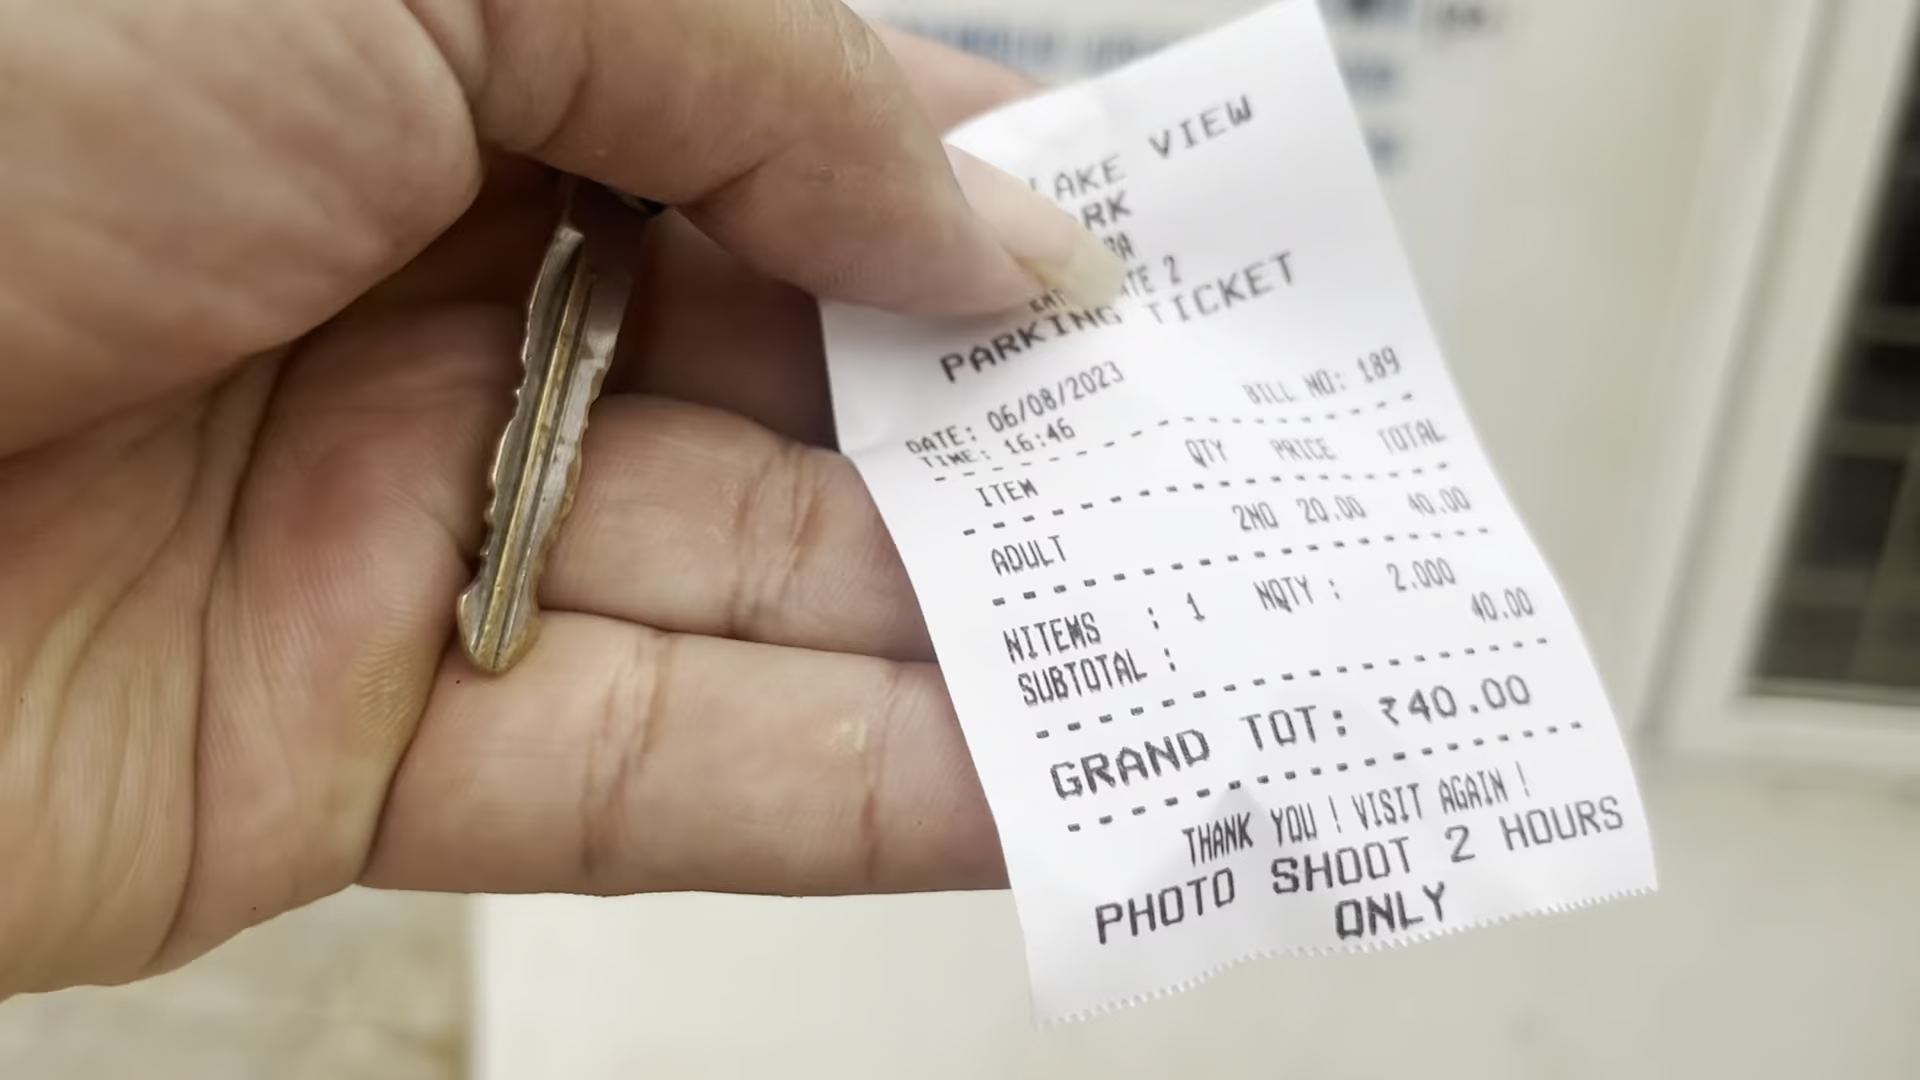 LAKE VIEW
PARKING TICKET
DATE: 06/08/2023 BILL NO: 189
TIME: 16:46
ITEM QTY PRICE TOTAL
ADULT 2NO 20.00 40.00
NITEMS : 1 NQTY : 2.000
SUBTOTAL : 40.00
GRAND TOT: ₹40.00
THANK YOU ! VISIT AGAIN !
PHOTO SHOOT 2 HOURS
ONLY